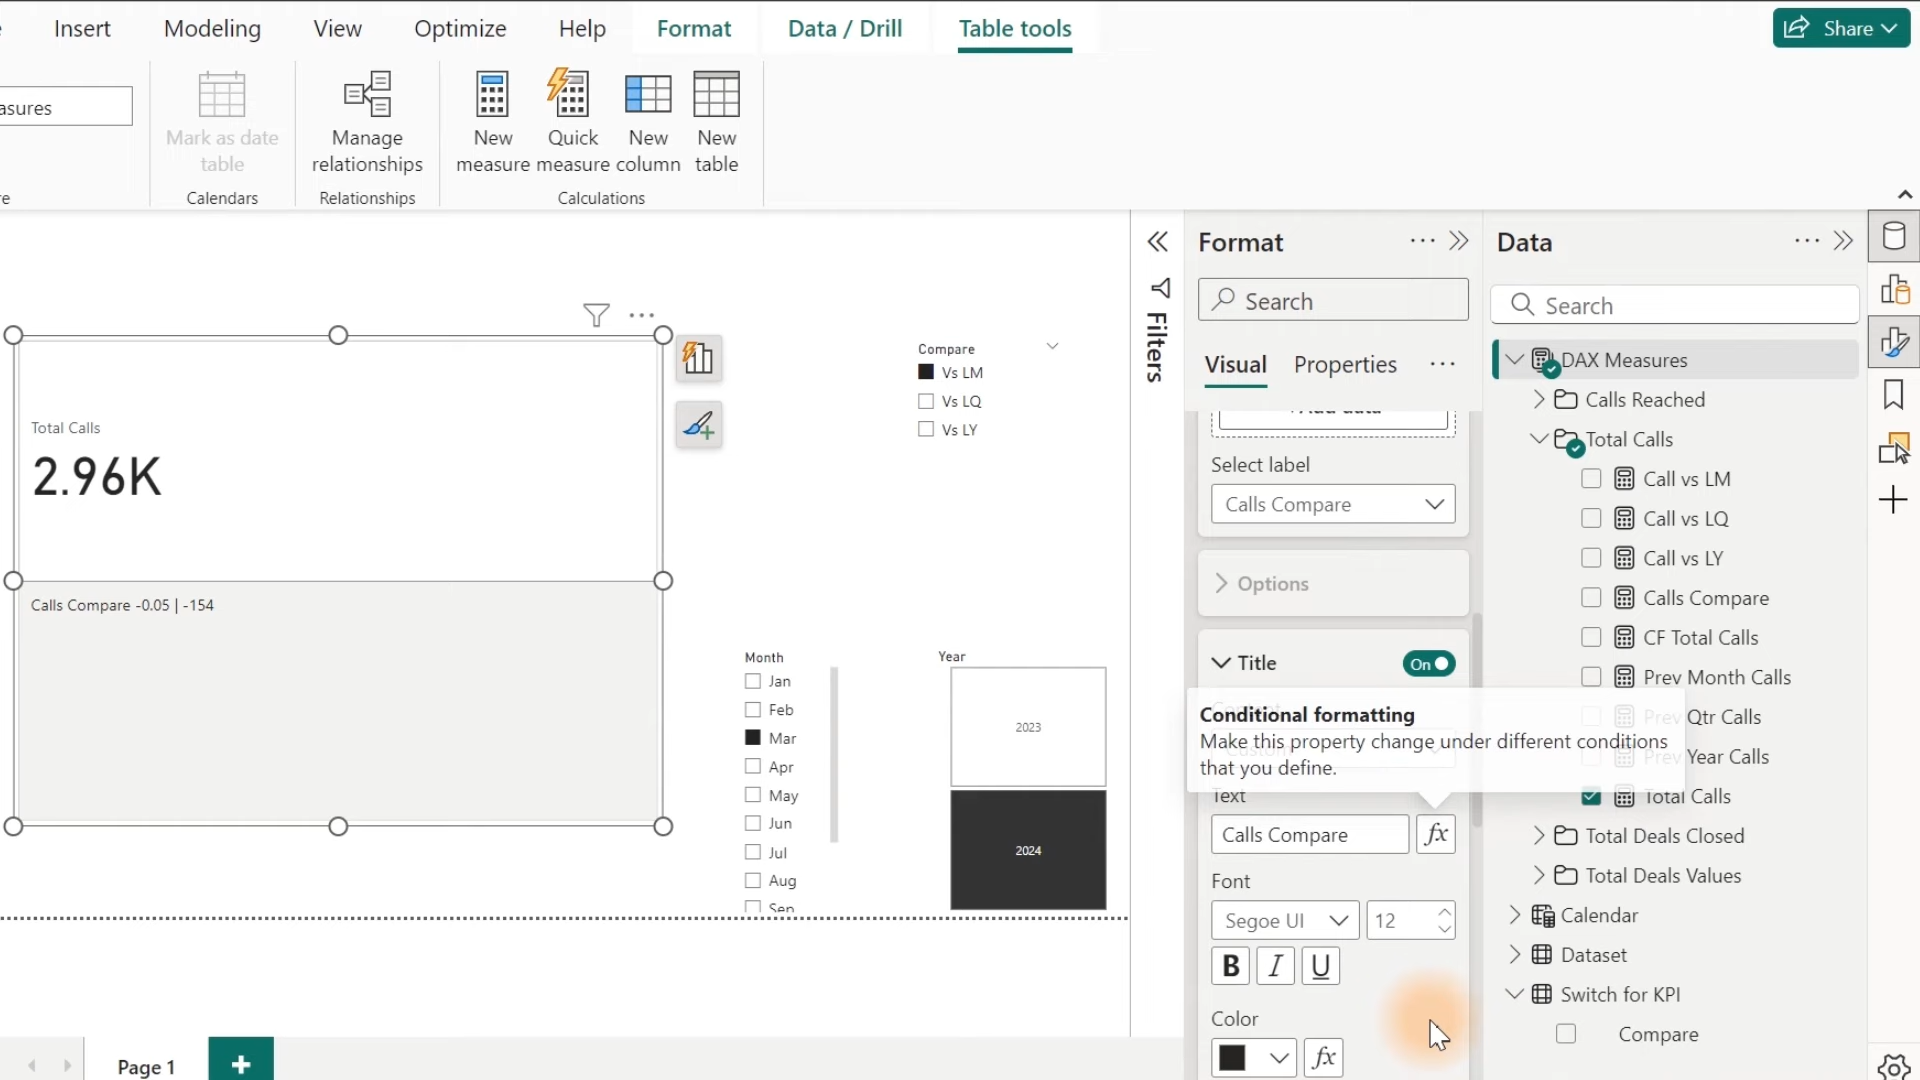 Insert
Modeling
View
Optimize
Help
Format
Data / Drill
Table tools
Share
asures
Mark as date
table
Calendars
Manage
relationships
Relationships
New
measure
Quick
measure
New
column
New
table
Calculations
Format
Search
Visual
Properties
Filters
Select label
Calls Compare
Options
Title
On
Conditional formatting
Make this property change under different conditions
that you define.
Text
Calls Compare
fx
Font
Segoe UI
12
B
I
U
Color
fx
Data
Search
DAX Measures
Calls Reached
Total Calls
Call vs LM
Call vs LQ
Call vs LY
Calls Compare
CF Total Calls
Prev Month Calls
Prev Qtr Calls
Prev Year Calls
Total Calls
Total Deals Closed
Total Deals Values
Calendar
Dataset
Switch for KPI
Compare
Total Calls
2.96K
Calls Compare -0.05 | -154
Compare
Vs LM
Vs LQ
Vs LY
Month
Jan
Feb
Mar
Apr
May
Jun
Jul
Aug
Sep
Year
2023
2024
Page 1